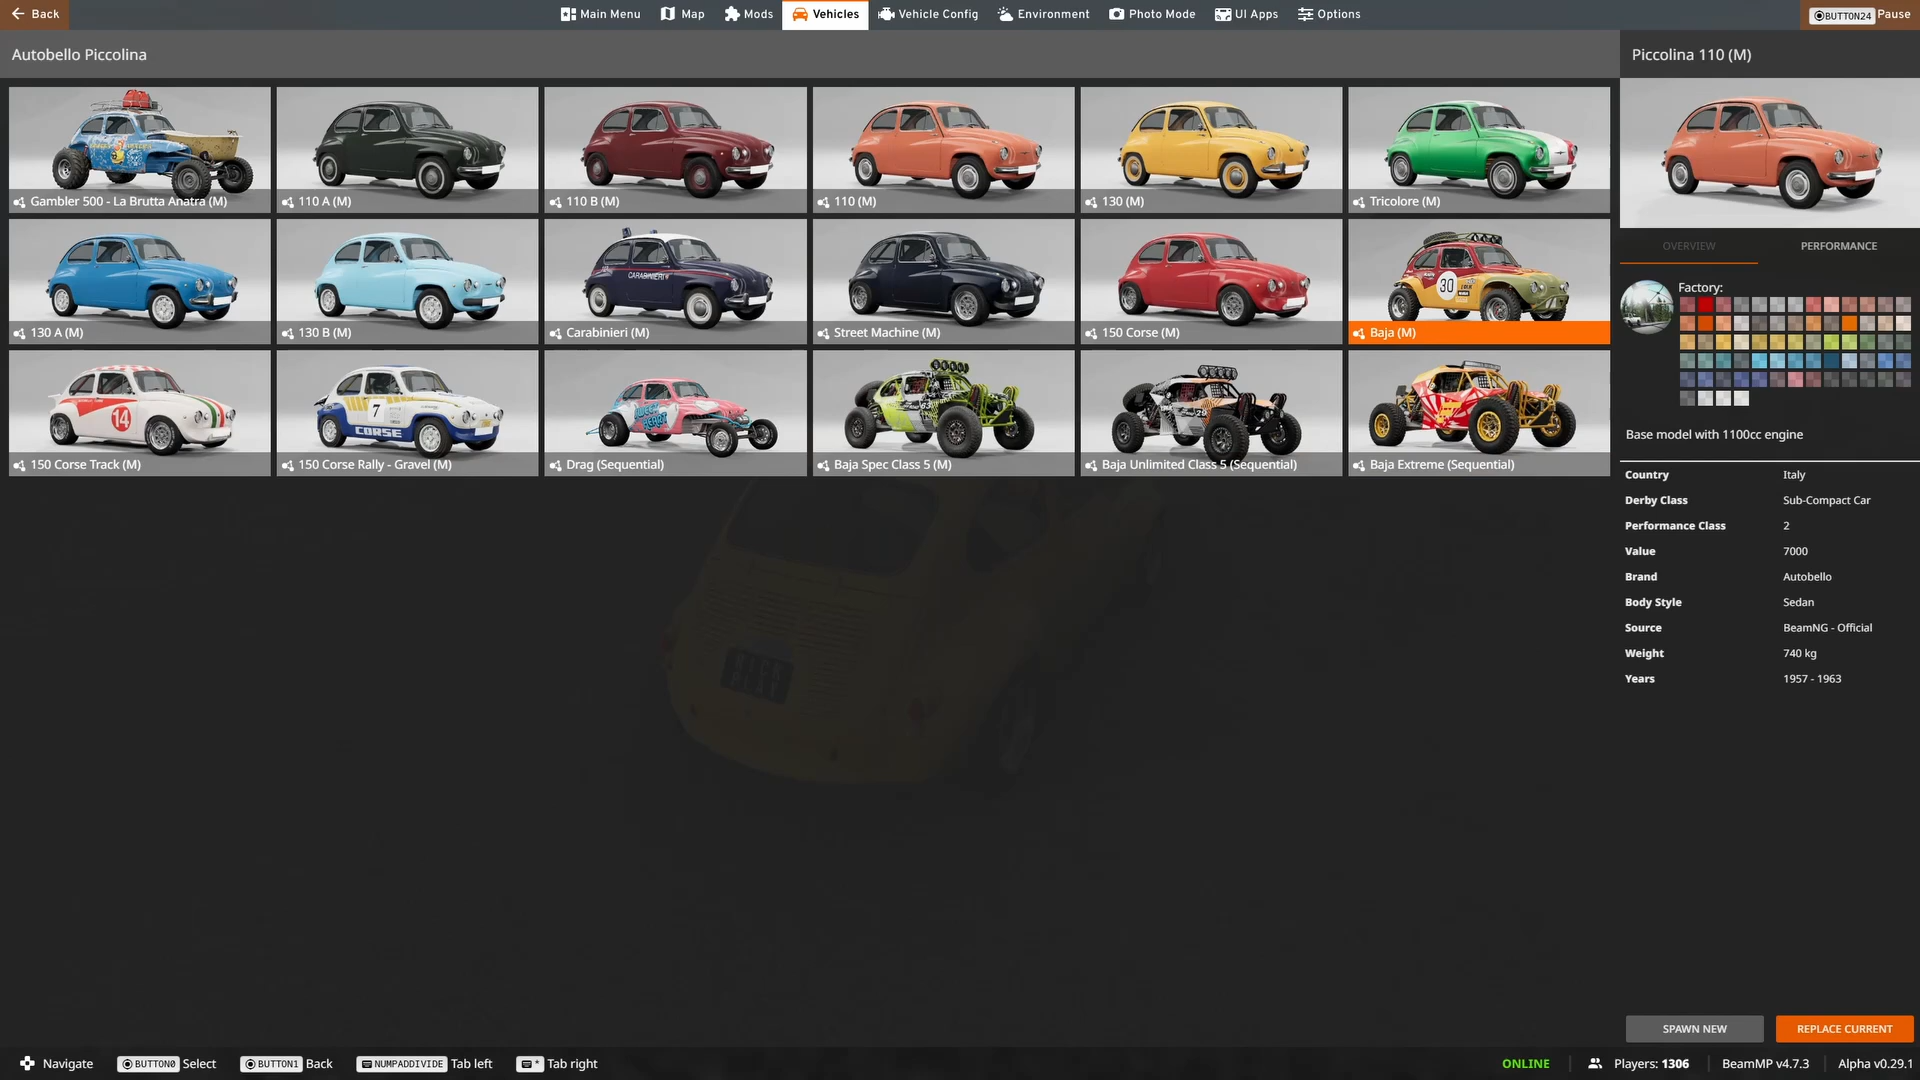 Back
Main Menu
Map
Mods
Vehicles
Vehicle Config
Environment
Photo Mode
UI Apps
Options
BUTTON24 Pause
Autobello Piccolina
Piccolina 110 (M)
Gambler 500 - La Brutta Anatra (M)
110 A (M)
110 B (M)
110 (M)
130 (M)
Tricolore (M)
OVERVIEW
PERFORMANCE
Factory:
CARABINIERI
30
130 A (M)
130 B (M)
Carabinieri (M)
Street Machine (M)
150 Corse (M)
Baja (M)
14
7
CORSE
150 Corse Track (M)
150 Corse Rally - Gravel (M)
Drag (Sequential)
Baja Spec Class 5 (M)
Baja Unlimited Class 5 (Sequential)
Baja Extreme (Sequential)
Base model with 1100cc engine
Country Italy
Derby Class Sub-Compact Car
Performance Class 2
Value 7000
Brand Autobello
Body Style Sedan
Source BeamNG - Official
Weight 740 kg
Years 1957 - 1963
SPAWN NEW
REPLACE CURRENT
Navigate
BUTTON0 Select
BUTTON1 Back
NUMPADDIVIDE Tab left
* Tab right
ONLINE
Players: 1306
BeamMP v4.7.3
Alpha v0.29.1